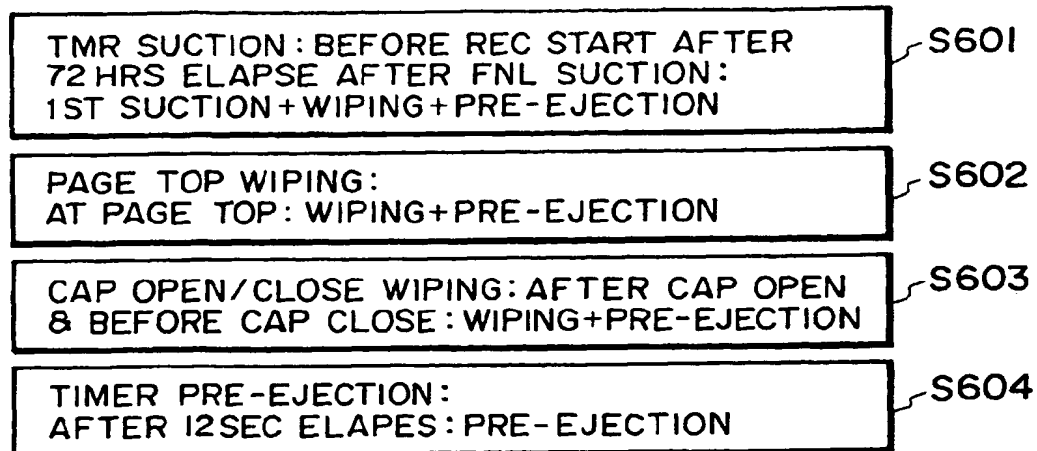 TMR SUCTION: BEFORE REC START AFTER
72 HRS ELAPSE AFTER FNL SUCTION:
1ST SUCTION+WIPING+PRE-EJECTION
S601
PAGE TOP WIPING:
AT PAGE TOP: WIPING+PRE-EJECTION
S602
CAP OPEN/CLOSE WIPING: AFTER CAP OPEN
& BEFORE CAP CLOSE: WIPING+PRE-EJECTION
S603
TIMER PRE-EJECTION:
AFTER 12SEC ELAPES: PRE-EJECTION
S604